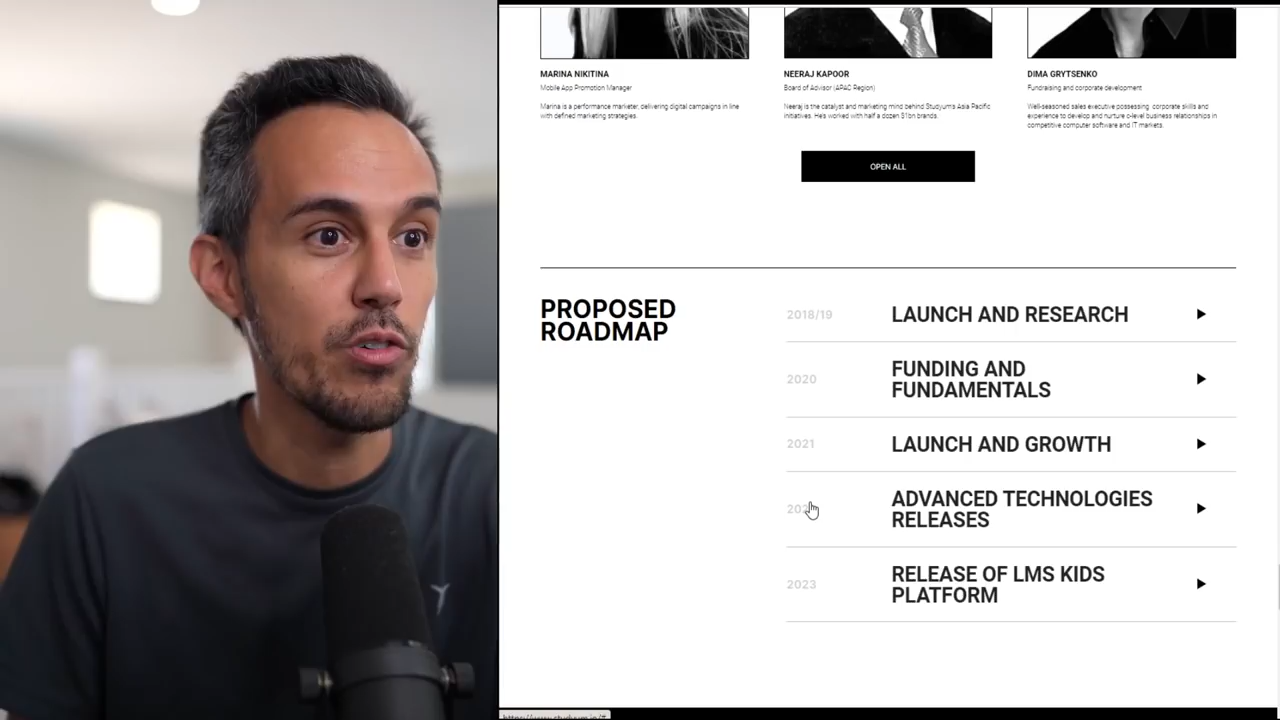 MARINA NIKITINA
Mobile App Promotion Manager
Marina is a performance marketer, delivering digital campaigns in line
with defined marketing strategies.
NEERAJ KAPOOR
Board of Advisor (APAC Region)
Neeraj is the catalyst and marketing mind behind Studyum's Asia Pacific
initiatives. He's worked with half a dozen $1bn brands.
DIMA GRYTSENKO
Fundraising and corporate development
Well-seasoned sales executive possessing corporate skills and
experience to develop and nurture c-level business relationships in
competitive computer software and IT markets.
OPEN ALL
PROPOSED
ROADMAP
2018/19
LAUNCH AND RESEARCH
2020
FUNDING AND
FUNDAMENTALS
2021
LAUNCH AND GROWTH
ADVANCED TECHNOLOGIES
RELEASES
2023
RELEASE OF LMS KIDS
PLATFORM